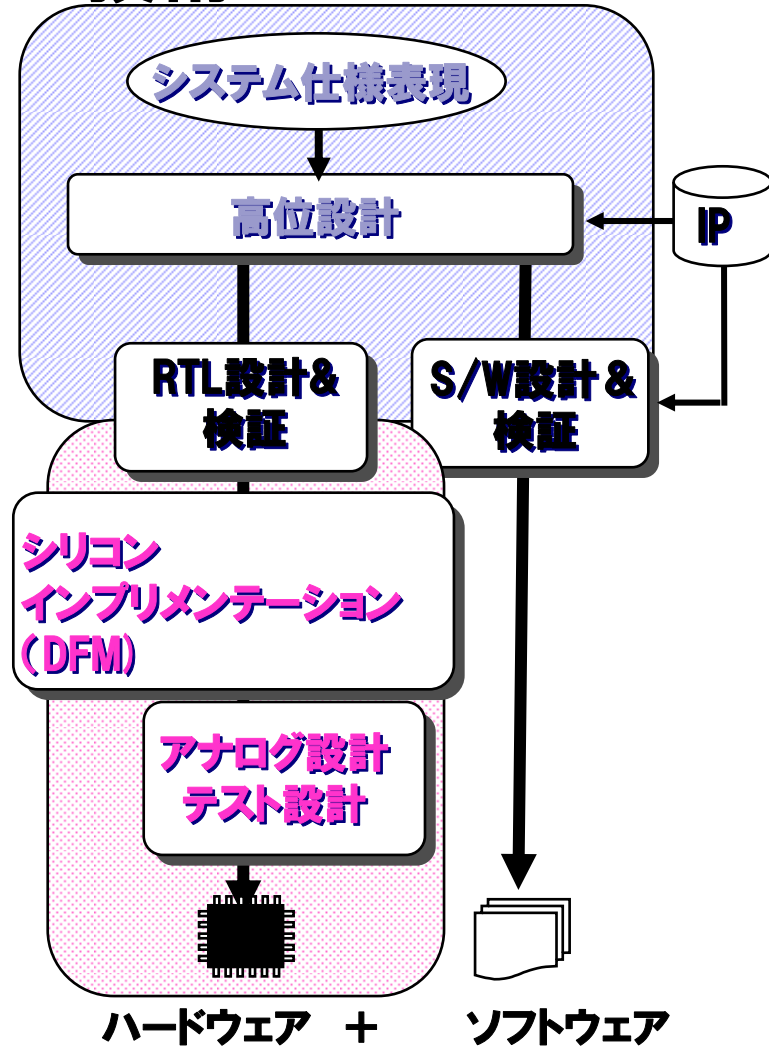 システム仕様表現
高位設計
IP
RTL設計&
検証
S/W設計&
検証
シリコン
インプリメンテーション
(DFM)
アナログ設計
テスト設計
ハードウェア + ソフトウェア